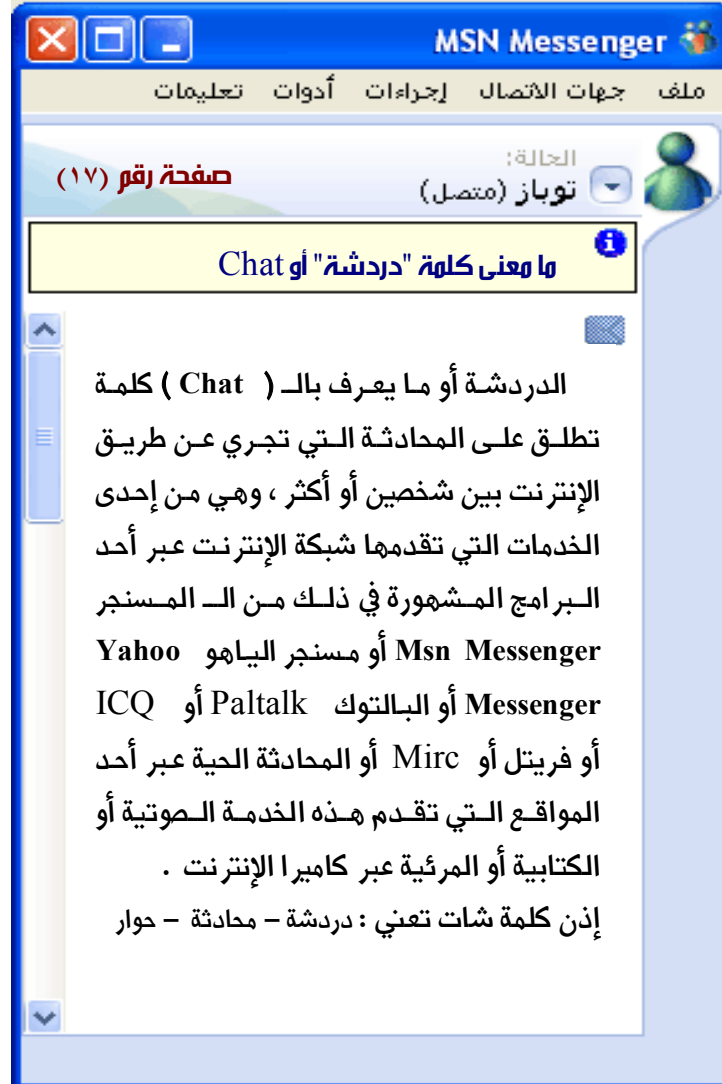 MSN Messenger
ملف جهات الاتصال إجراءات أدوات تعليمات
الحالة:
توباز (متصل)
صفحة رقم (١٧)
ما معنى كلمة "دردشة" أو Chat
الدردشة أو ما يعرف بالـ ( Chat ) كلمة
تطلق على المحادثة التي تجري عن طريق
الإنترنت بين شخصين أو أكثر ، وهي من إحدى
الخدمات التي تقدمها شبكة الإنترنت عبر أحد
البرامج المشهورة في ذلك من الـ المسنجر
Msn Messenger أو مسنجر الياهو Yahoo
Messenger أو البالتوك Paltalk أو ICQ
أو فريتل أو Mirc أو المحادثة الحية عبر أحد
المواقع التي تقدم هذه الخدمة الصوتية أو
الكتابية أو المرئية عبر كاميرا الإنترنت .
إذن كلمة شات تعني : دردشة – محادثة – حوار